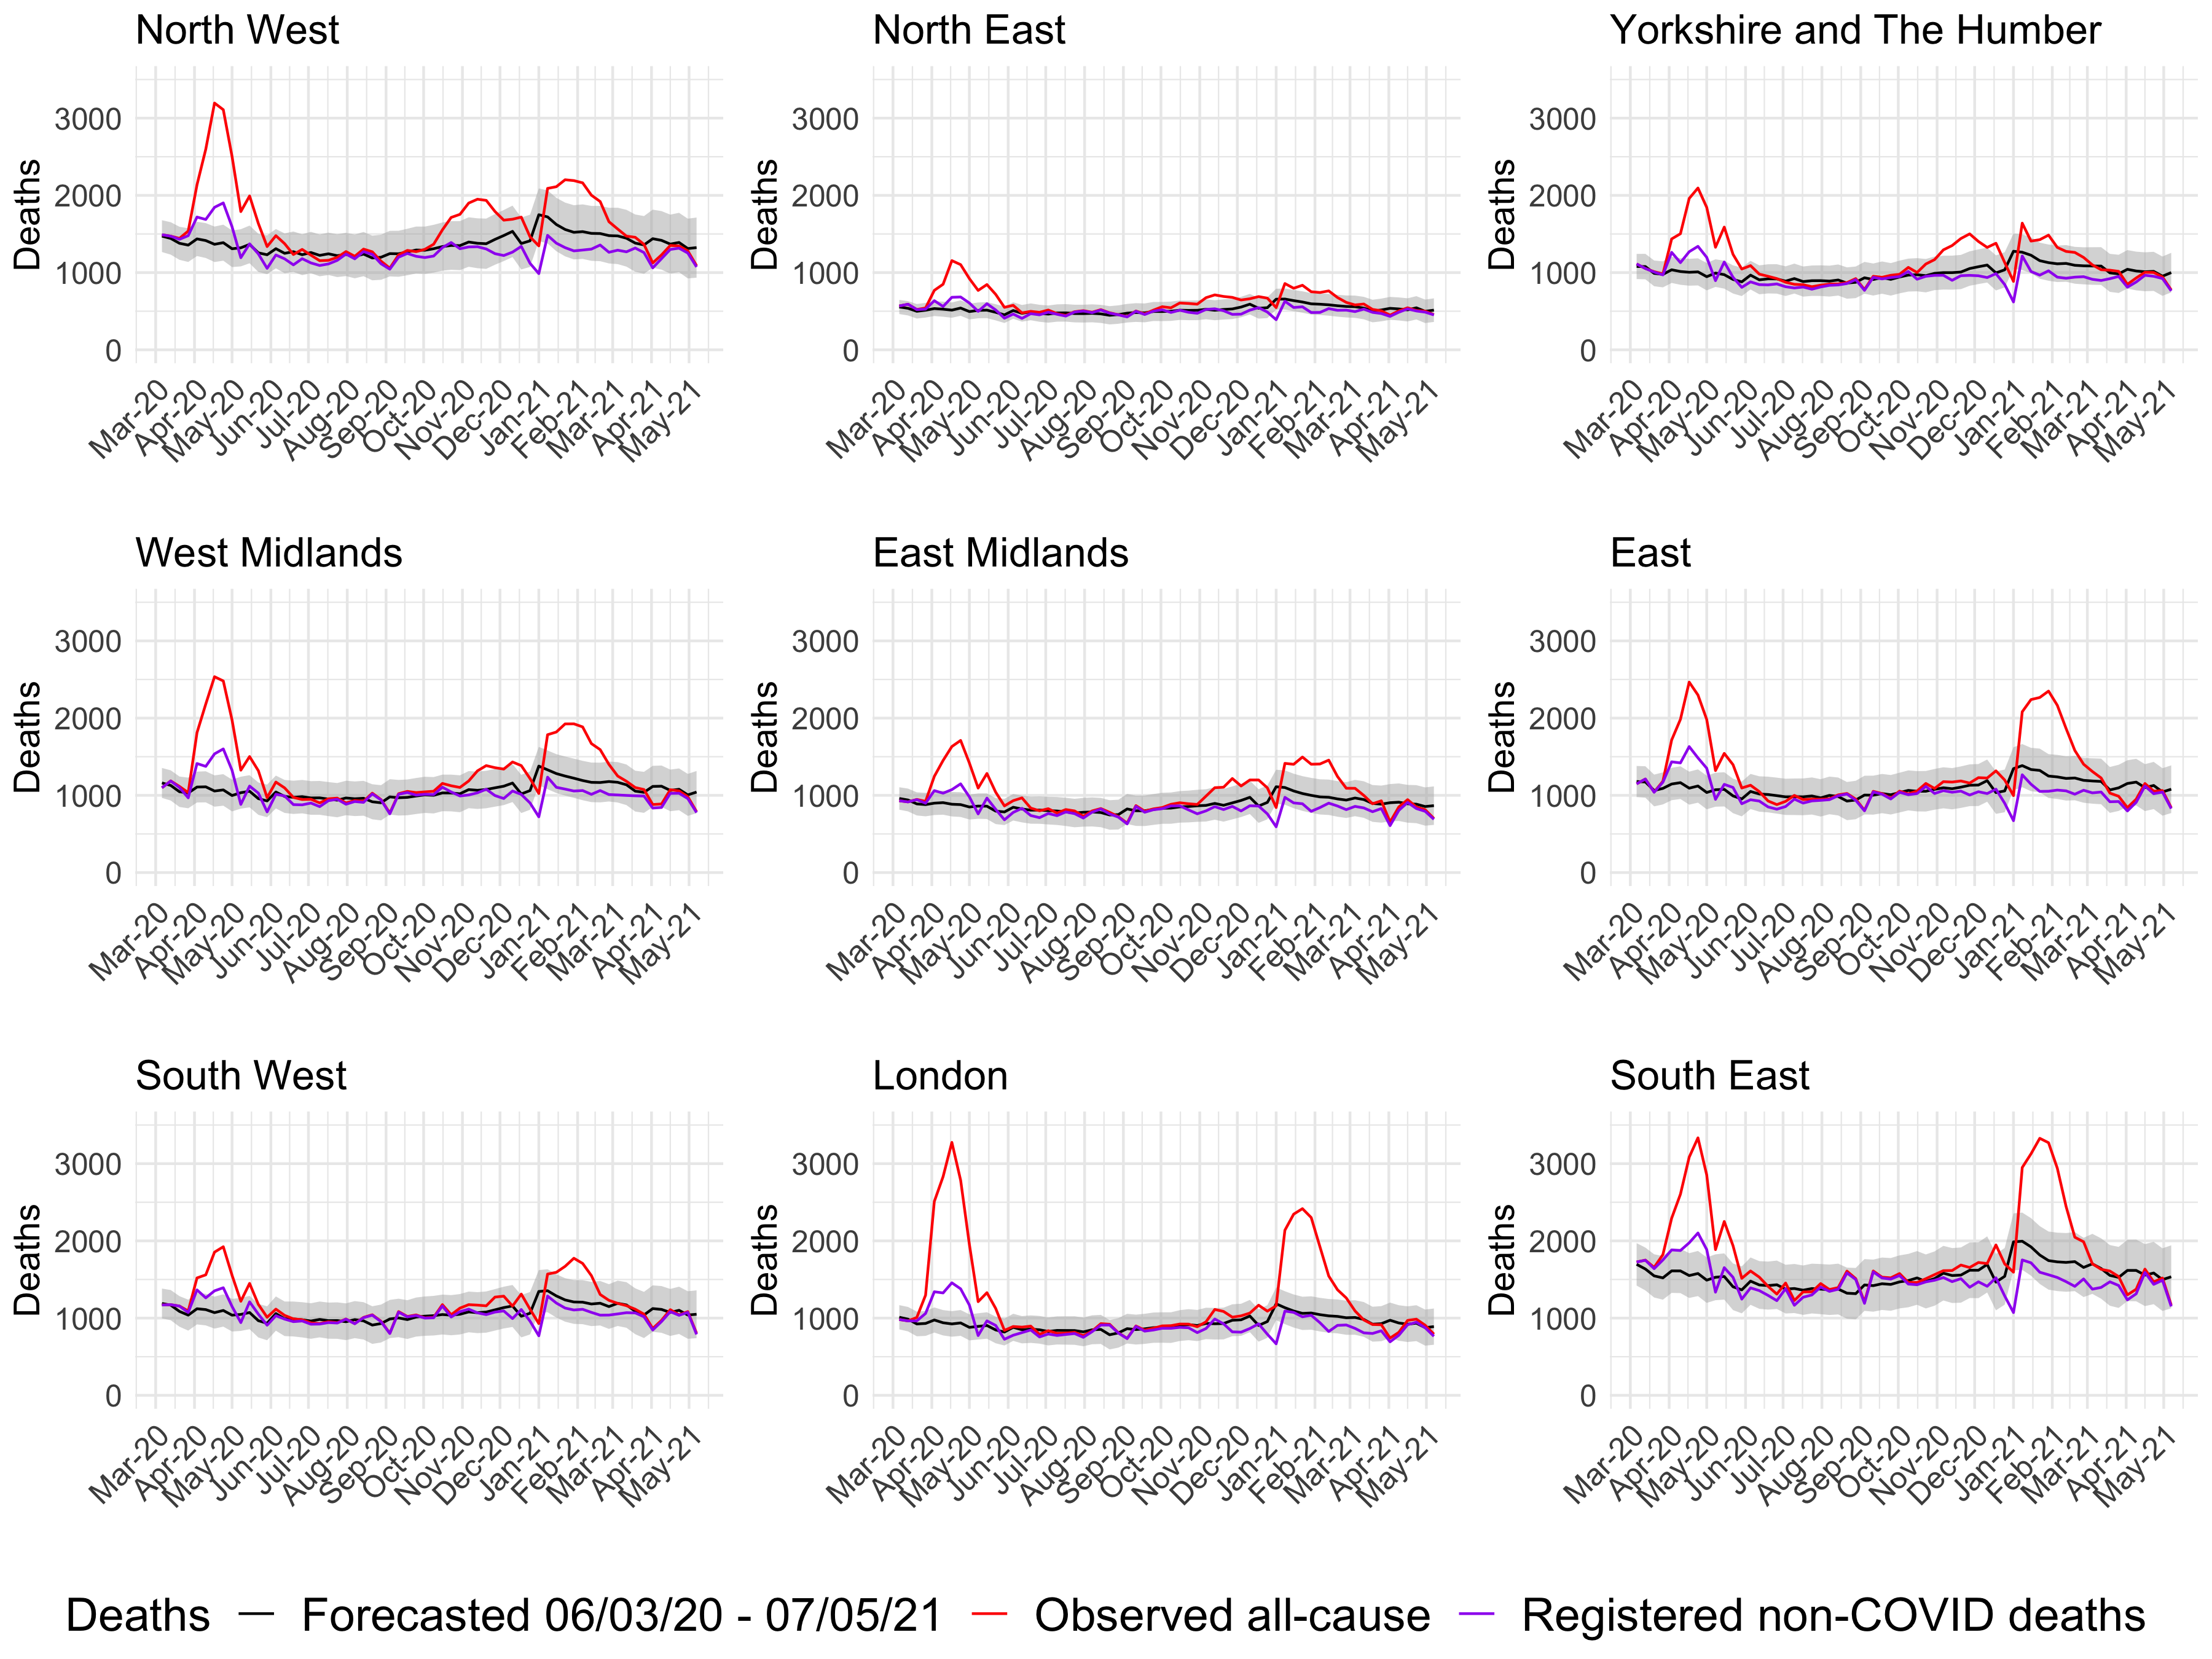 North West
North East
Yorkshire and The Humber
Deaths
3000
2000
1000
0
Mar-20
Apr-20
May-20
Jun-20
Jul-20
Aug-20
Sep-20
Oct-20
Nov-20
Dec-20
Jan-21
Feb-21
Mar-21
Apr-21
May-21
Deaths
3000
2000
1000
0
Mar-20
Apr-20
May-20
Jun-20
Jul-20
Aug-20
Sep-20
Oct-20
Nov-20
Dec-20
Jan-21
Feb-21
Mar-21
Apr-21
May-21
Deaths
3000
2000
1000
0
Mar-20
Apr-20
May-20
Jun-20
Jul-20
Aug-20
Sep-20
Oct-20
Nov-20
Dec-20
Jan-21
Feb-21
Mar-21
Apr-21
May-21
West Midlands
East Midlands
East
Deaths
3000
2000
1000
0
Mar-20
Apr-20
May-20
Jun-20
Jul-20
Aug-20
Sep-20
Oct-20
Nov-20
Dec-20
Jan-21
Feb-21
Mar-21
Apr-21
May-21
Deaths
3000
2000
1000
0
Mar-20
Apr-20
May-20
Jun-20
Jul-20
Aug-20
Sep-20
Oct-20
Nov-20
Dec-20
Jan-21
Feb-21
Mar-21
Apr-21
May-21
Deaths
3000
2000
1000
0
Mar-20
Apr-20
May-20
Jun-20
Jul-20
Aug-20
Sep-20
Oct-20
Nov-20
Dec-20
Jan-21
Feb-21
Mar-21
Apr-21
May-21
South West
London
South East
Deaths
3000
2000
1000
0
Mar-20
Apr-20
May-20
Jun-20
Jul-20
Aug-20
Sep-20
Oct-20
Nov-20
Dec-20
Jan-21
Feb-21
Mar-21
Apr-21
May-21
Deaths
3000
2000
1000
0
Mar-20
Apr-20
May-20
Jun-20
Jul-20
Aug-20
Sep-20
Oct-20
Nov-20
Dec-20
Jan-21
Feb-21
Mar-21
Apr-21
May-21
Deaths
3000
2000
1000
0
Mar-20
Apr-20
May-20
Jun-20
Jul-20
Aug-20
Sep-20
Oct-20
Nov-20
Dec-20
Jan-21
Feb-21
Mar-21
Apr-21
May-21
Deaths Forecasted 06/03/20 - 07/05/21 Observed all-cause Registered non-COVID deaths